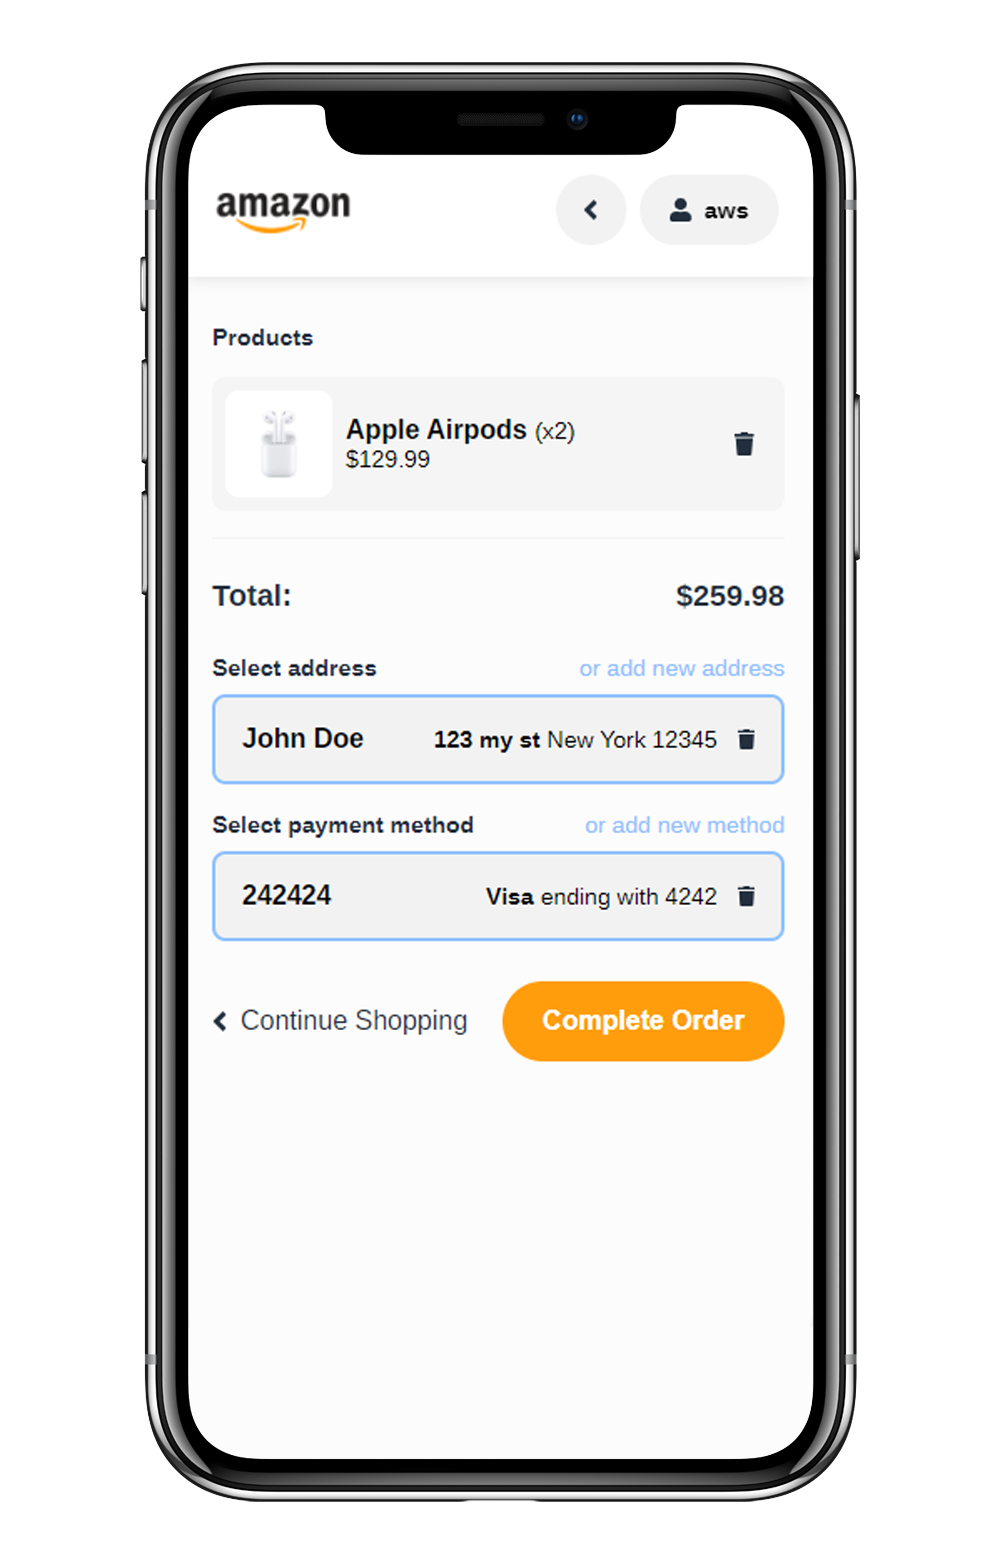 amazon
aws
Products
Apple Airpods (x2)
$129.99
Total: $259.98
Select address or add new address
John Doe 123 my st New York 12345
Select payment method or add new method
242424 Visa ending with 4242
Continue Shopping Complete Order